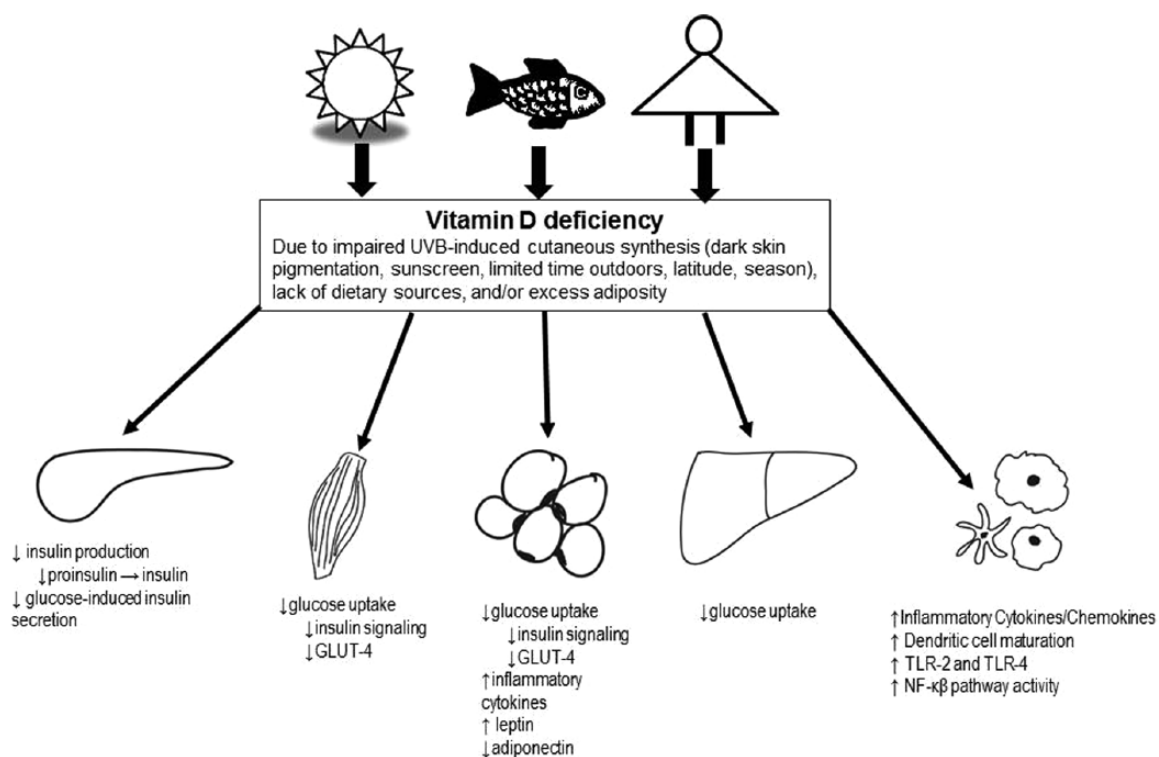 Vitamin D deficiency
Due to impaired UVB-induced cutaneous synthesis (dark skin
pigmentation, sunscreen, limited time outdoors, latitude, season),
lack of dietary sources, and/or excess adiposity
↓ insulin production
↓proinsulin → insulin
↓ glucose-induced insulin
secretion
↓glucose uptake
↓insulin signaling
↓GLUT-4
↓glucose uptake
↓insulin signaling
↓GLUT-4
↑inflammatory
cytokines
↑ leptin
↓adiponectin
↓glucose uptake
↑Inflammatory Cytokines/Chemokines
↑ Dendritic cell maturation
↑ TLR-2 and TLR-4
↑ NF-κβ pathway activity